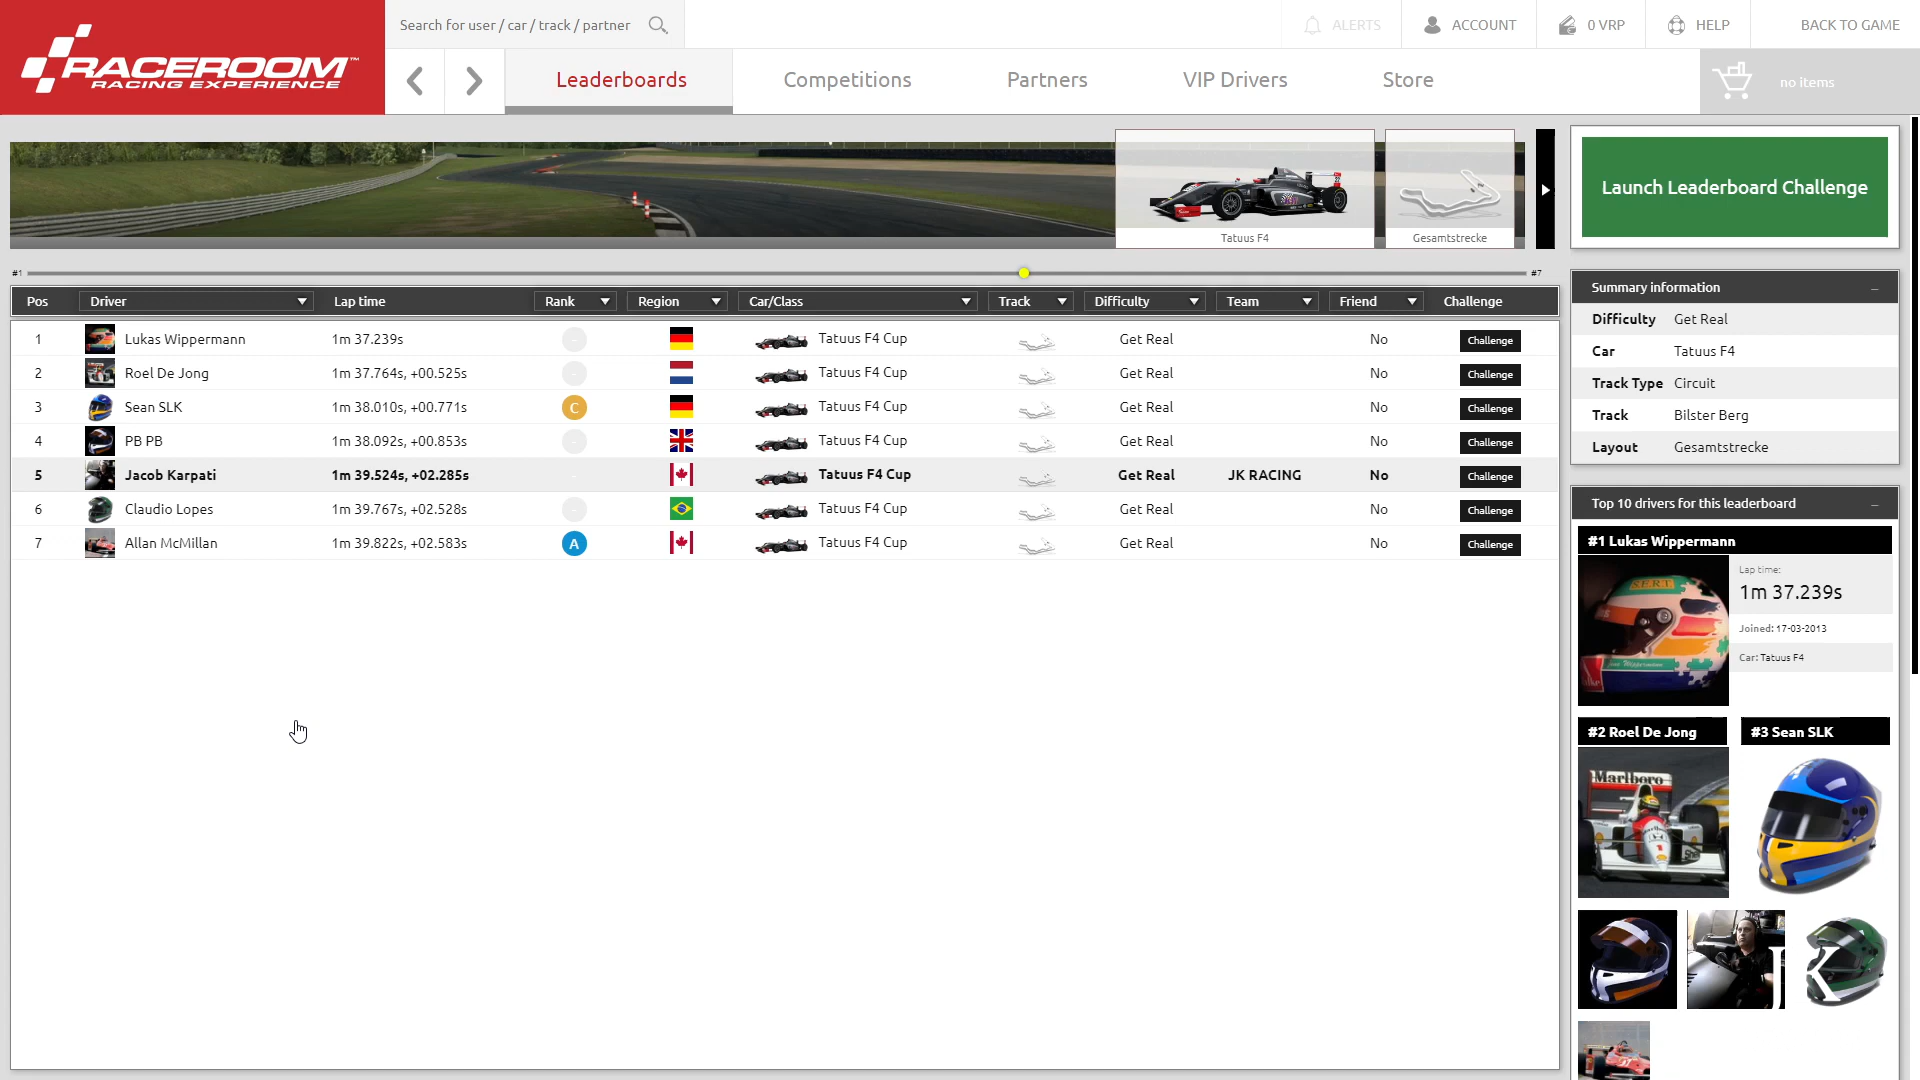 RACEROOM™
RACING EXPERIENCE
Search for user / car / track / partner
ALERTS
ACCOUNT
0 VRP
HELP
BACK TO GAME
Leaderboards
Competitions
Partners
VIP Drivers
Store
no items
Tatuus F4
Gesamtstrecke
Launch Leaderboard Challenge
#1
#7
Pos Driver Lap time Rank Region Car/Class Track Difficulty Team Friend Challenge
1 Lukas Wippermann 1m 37.239s - Tatuus F4 Cup Get Real No Challenge
2 Roel De Jong 1m 37.764s, +00.525s - Tatuus F4 Cup Get Real No Challenge
3 Sean SLK 1m 38.010s, +00.771s C Tatuus F4 Cup Get Real No Challenge
4 PB PB 1m 38.092s, +00.853s - Tatuus F4 Cup Get Real No Challenge
5 Jacob Karpati 1m 39.524s, +02.285s - Tatuus F4 Cup Get Real JK RACING No Challenge
6 Claudio Lopes 1m 39.767s, +02.528s - Tatuus F4 Cup Get Real No Challenge
7 Allan McMillan 1m 39.822s, +02.583s A Tatuus F4 Cup Get Real No Challenge
Summary information
Difficulty Get Real
Car Tatuus F4
Track Type Circuit
Track Bilster Berg
Layout Gesamtstrecke
Top 10 drivers for this leaderboard
#1 Lukas Wippermann
SERT
Lap time:
1m 37.239s
Joined: 17-03-2013
Car: Tatuus F4
#2 Roel De Jong
#3 Sean SLK
Marlboro
JK